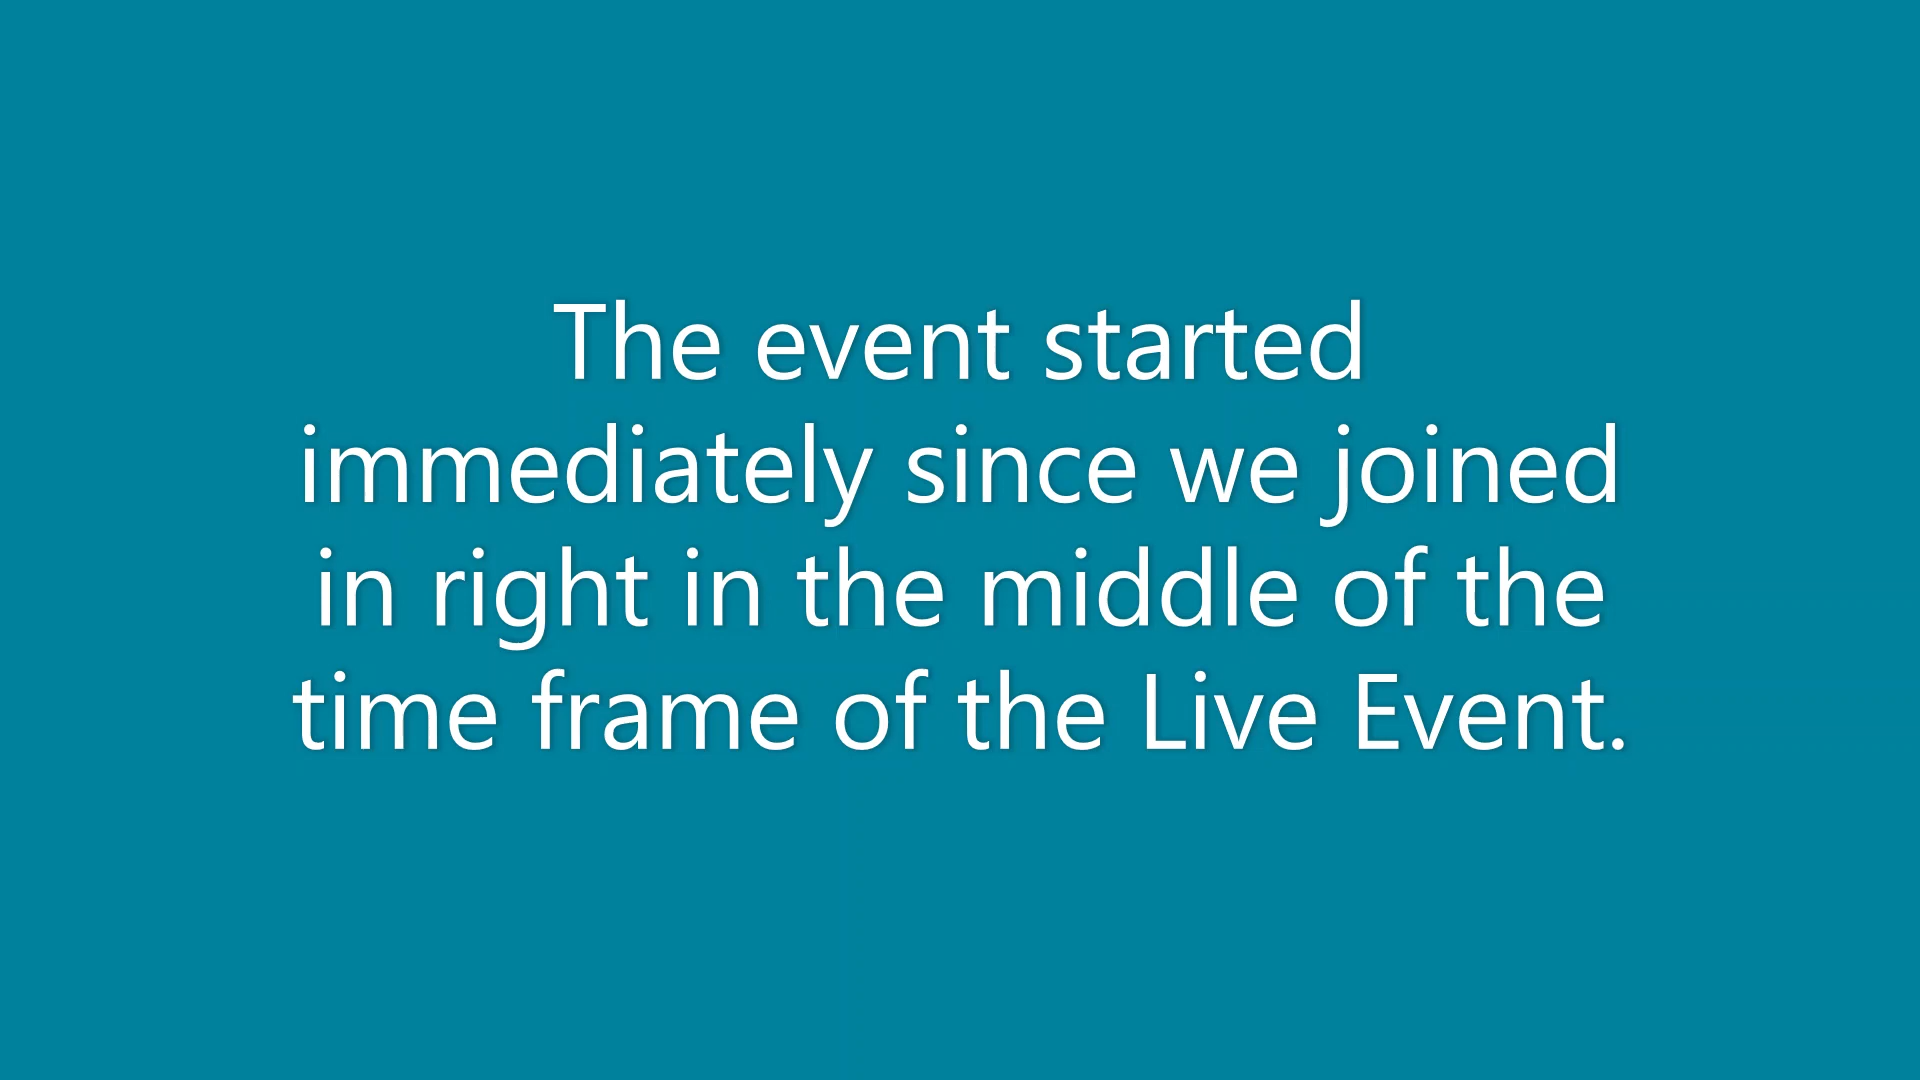 The event started
immediately since we joined
in right in the middle of the
time frame of the Live Event.